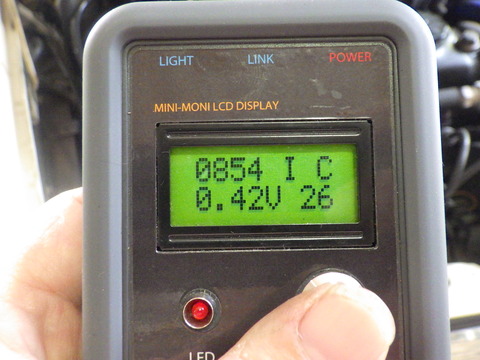 LIGHT LINK POWER
MINI-MONI LCD DISPLAY
0854 I C
0.42V 26
LED